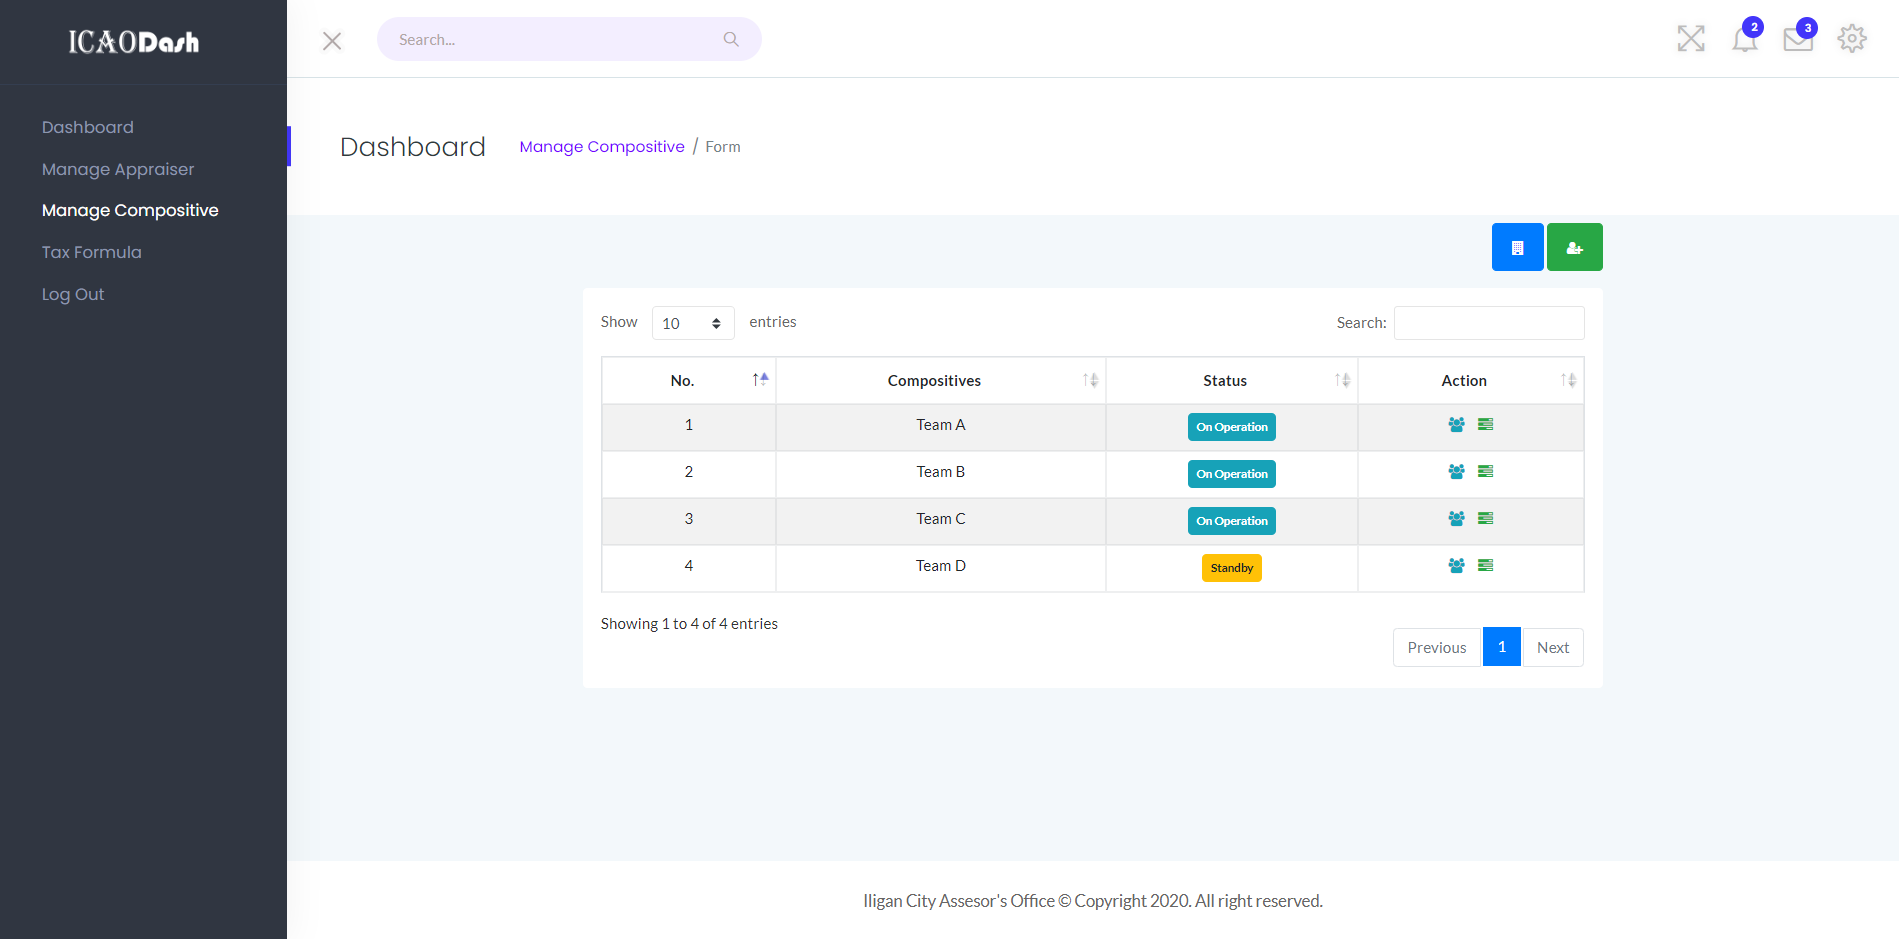 ICAODash
Search...
2
3
Dashboard
Manage Appraiser
Manage Compositive
Tax Formula
Log Out
Dashboard
Manage Compositive / Form
Show 10 entries
Search:
No. Compositives Status Action
1 Team A On Operation
2 Team B On Operation
3 Team C On Operation
4 Team D Standby
Showing 1 to 4 of 4 entries
Previous 1 Next
Iligan City Assesor's Office © Copyright 2020. All right reserved.